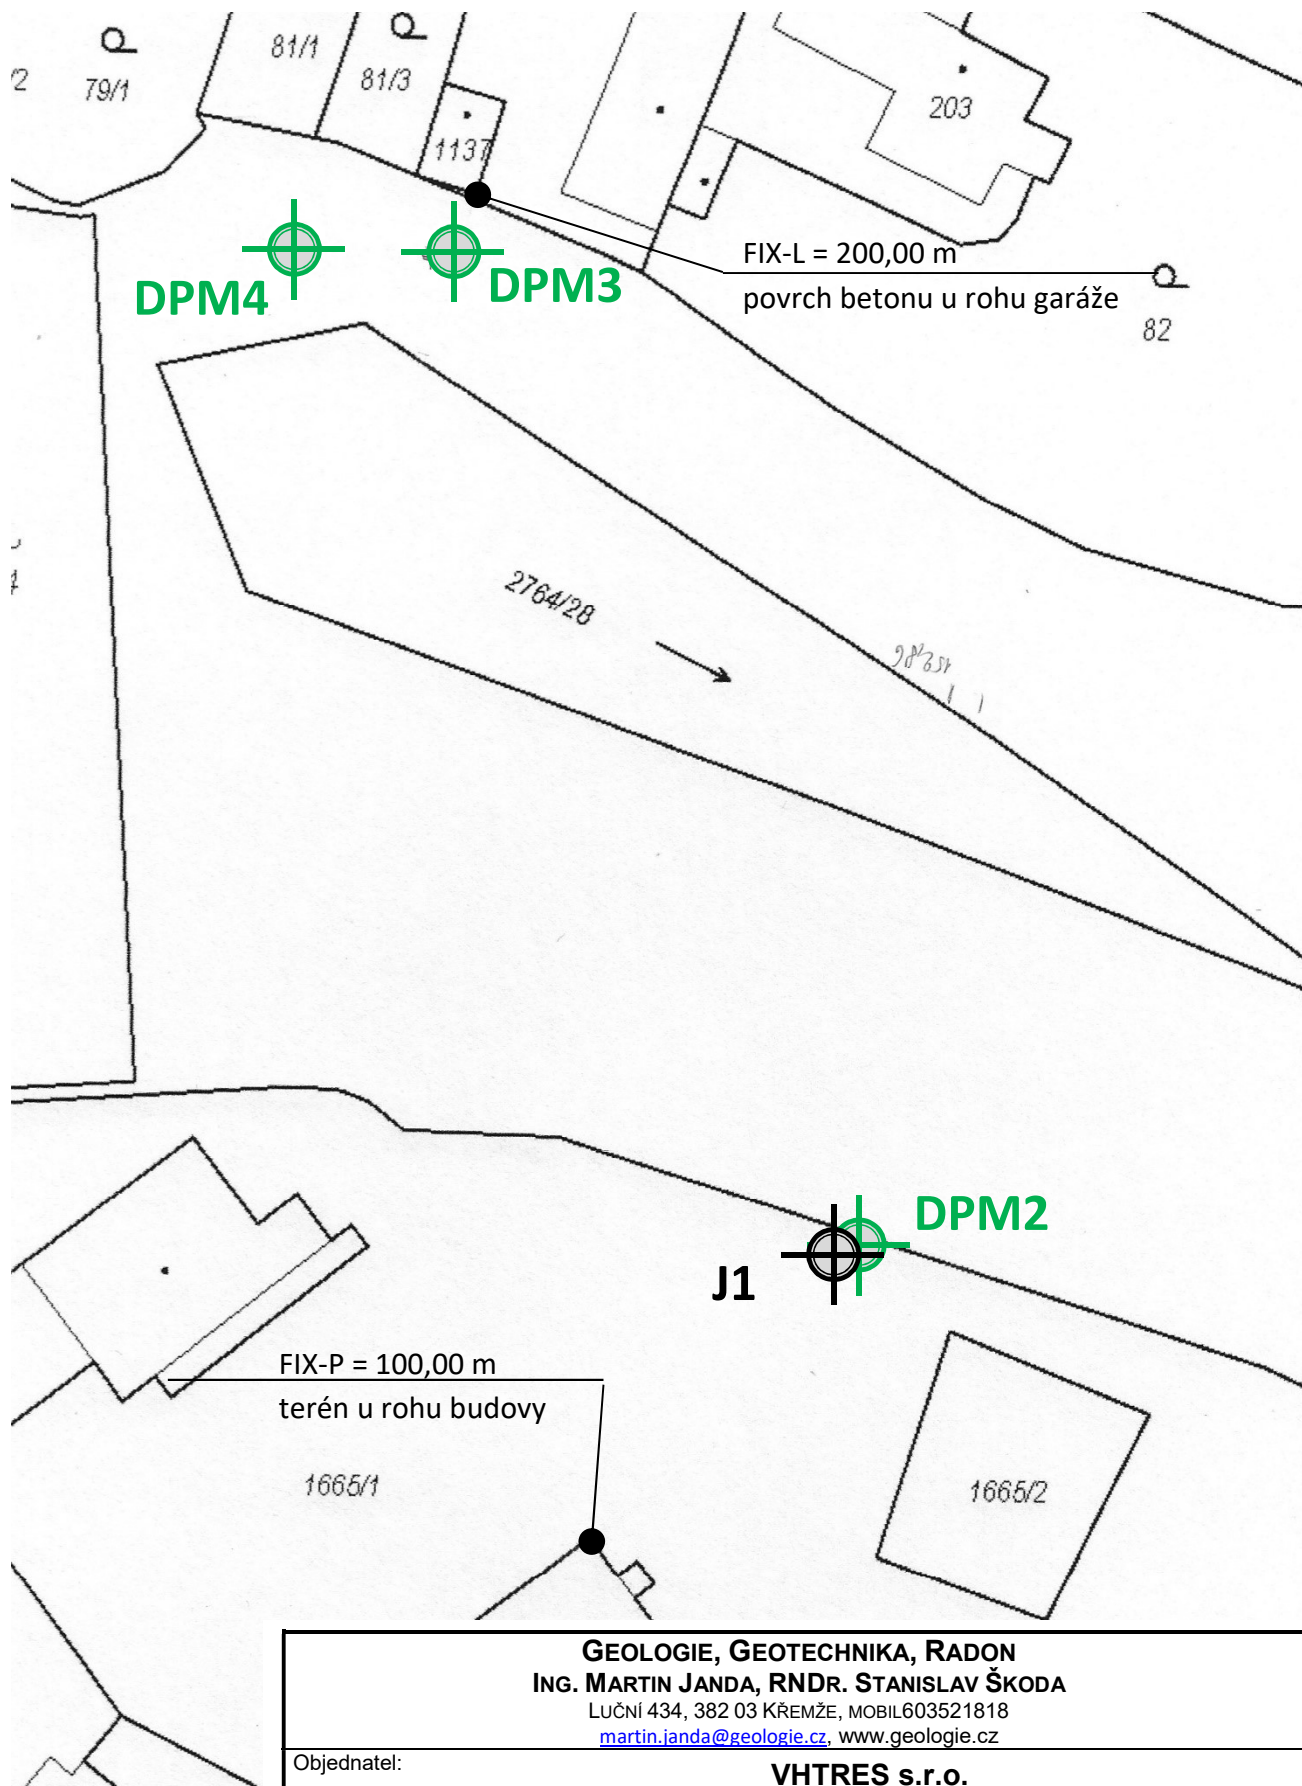 81/1
81/3
/2
79/1
203
1137
FIX-L = 200,00 m
povrch betonu u rohu garáže
DPM4
DPM3
82
4
2764/28
DPM2
J1
FIX-P = 100,00 m
terén u rohu budovy
1665/1
1665/2
GEOLOGIE, GEOTECHNIKA, RADON
ING. MARTIN JANDA, RNDR. STANISLAV ŠKODA
LUČNÍ 434, 382 03 KŘEMŽE, MOBIL603521818
martin.janda@geologie.cz, www.geologie.cz
Objednatel:
VHTRES s.r.o.